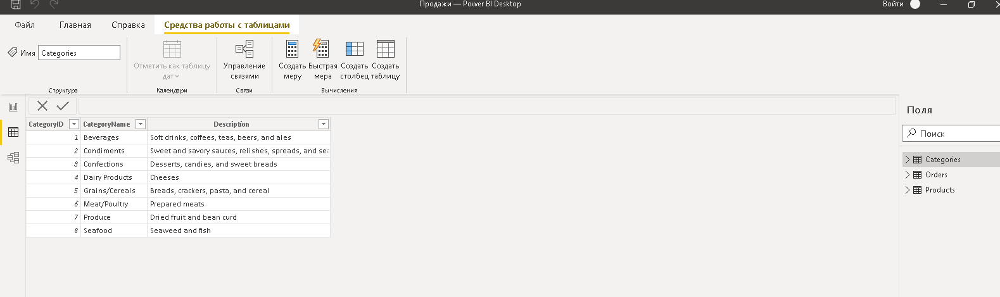 Продажи — Power BI Desktop
Войти
Файл Главная Справка Средства работы с таблицами
Имя Categories
Отметить как таблицу дат
Управление связями
Создать меру
Быстрая мера
Создать столбец
Создать таблицу
Структура Календари Связи Вычисления
Поля
Поиск
Categories
Orders
Products
CategoryID CategoryName Description
1 Beverages Soft drinks, coffees, teas, beers, and ales
2 Condiments Sweet and savory sauces, relishes, spreads, and sea
3 Confections Desserts, candies, and sweet breads
4 Dairy Products Cheeses
5 Grains/Cereals Breads, crackers, pasta, and cereal
6 Meat/Poultry Prepared meats
7 Produce Dried fruit and bean curd
8 Seafood Seaweed and fish